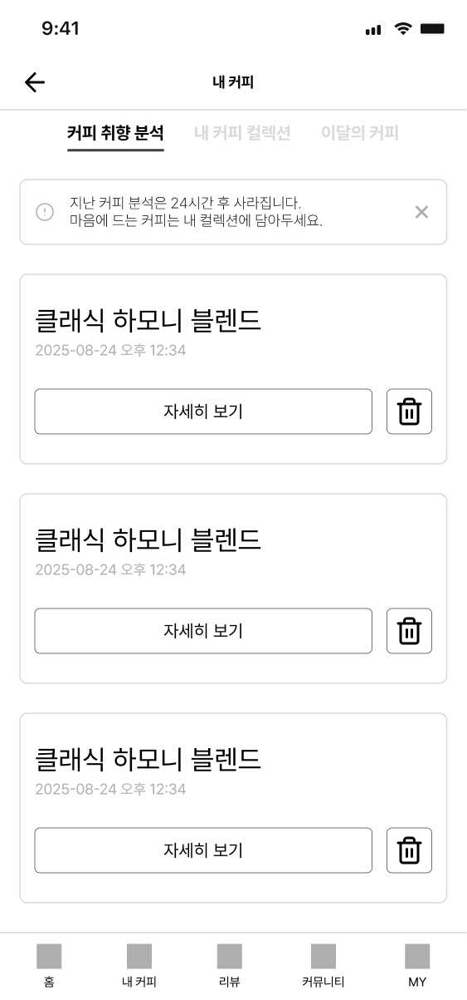 9:41
내 커피
커피 취향 분석 내 커피 컬렉션 이달의 커피
지난 커피 분석은 24시간 후 사라집니다.
마음에 드는 커피는 내 컬렉션에 담아두세요.
클래식 하모니 블렌드
2025-08-24 오후 12:34
자세히 보기
클래식 하모니 블렌드
2025-08-24 오후 12:34
자세히 보기
클래식 하모니 블렌드
2025-08-24 오후 12:34
자세히 보기
홈 내 커피 리뷰 커뮤니티 MY